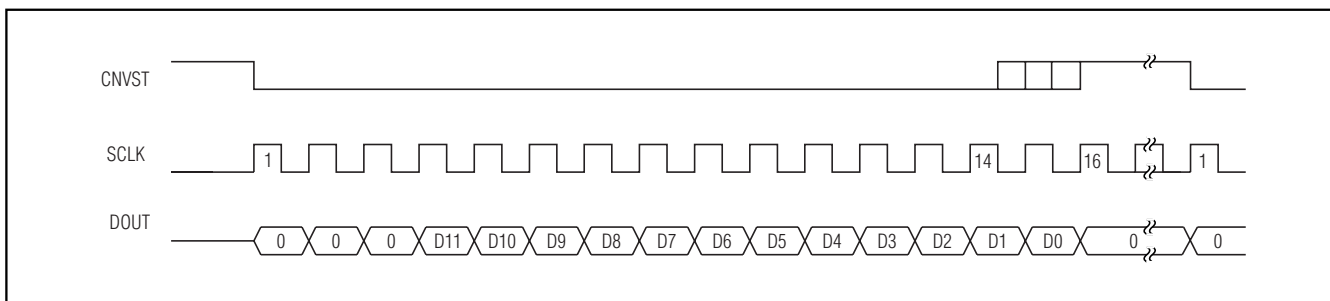 CNVST
SCLK 1 14 16 1
DOUT 0 0 0 D11 D10 D9 D8 D7 D6 D5 D4 D3 D2 D1 D0 0 0